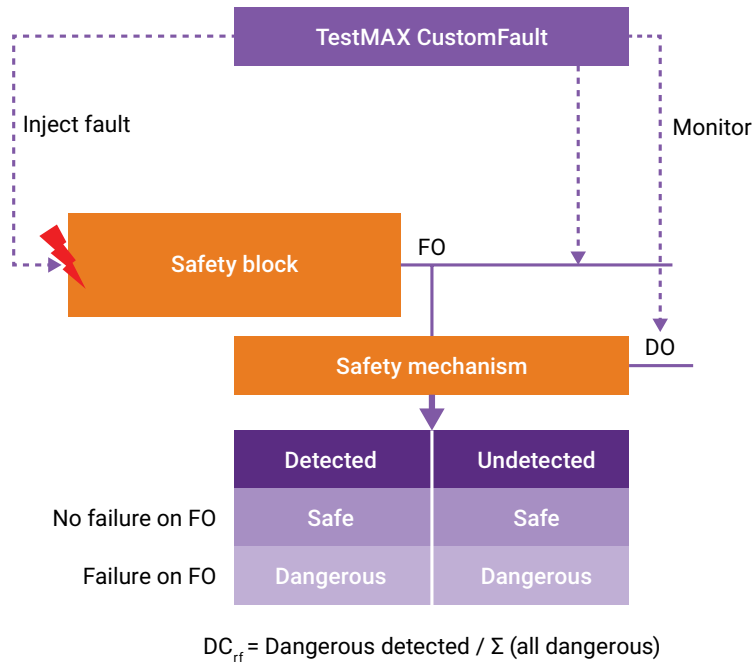 TestMAX CustomFault
Inject fault
Monitor
FO
Safety block
DO
Safety mechanism
Detected Undetected
No failure on FO Safe Safe
Failure on FO Dangerous Dangerous
DCrf = Dangerous detected / Σ (all dangerous)